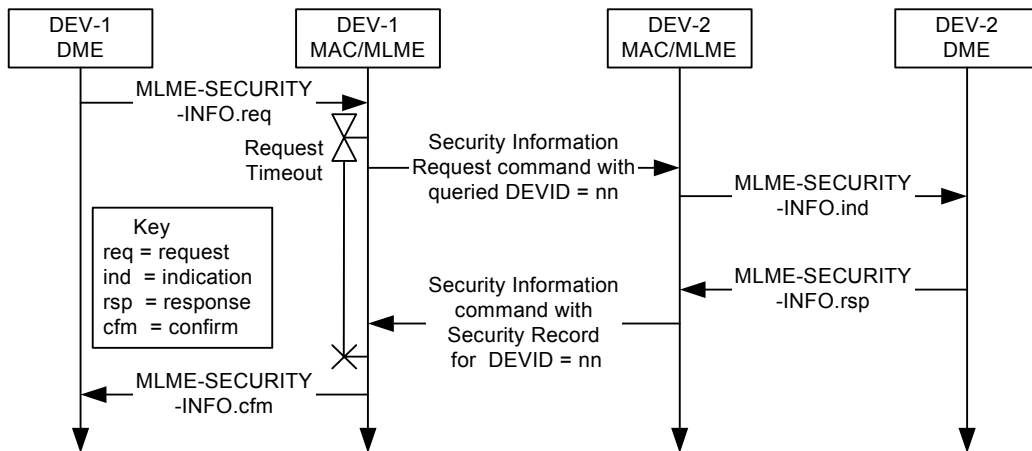 DEV-1
DME
DEV-1
MAC/MLME
DEV-2
MAC/MLME
DEV-2
DME
MLME-SECURITY
-INFO.req
Request
Timeout
Security Information
Request command with
queried DEVID = nn
MLME-SECURITY
-INFO.ind
Key
req = request
ind = indication
rsp = response
cfm = confirm
MLME-SECURITY
-INFO.rsp
Security Information
command with
Security Record
for DEVID = nn
MLME-SECURITY
-INFO.cfm